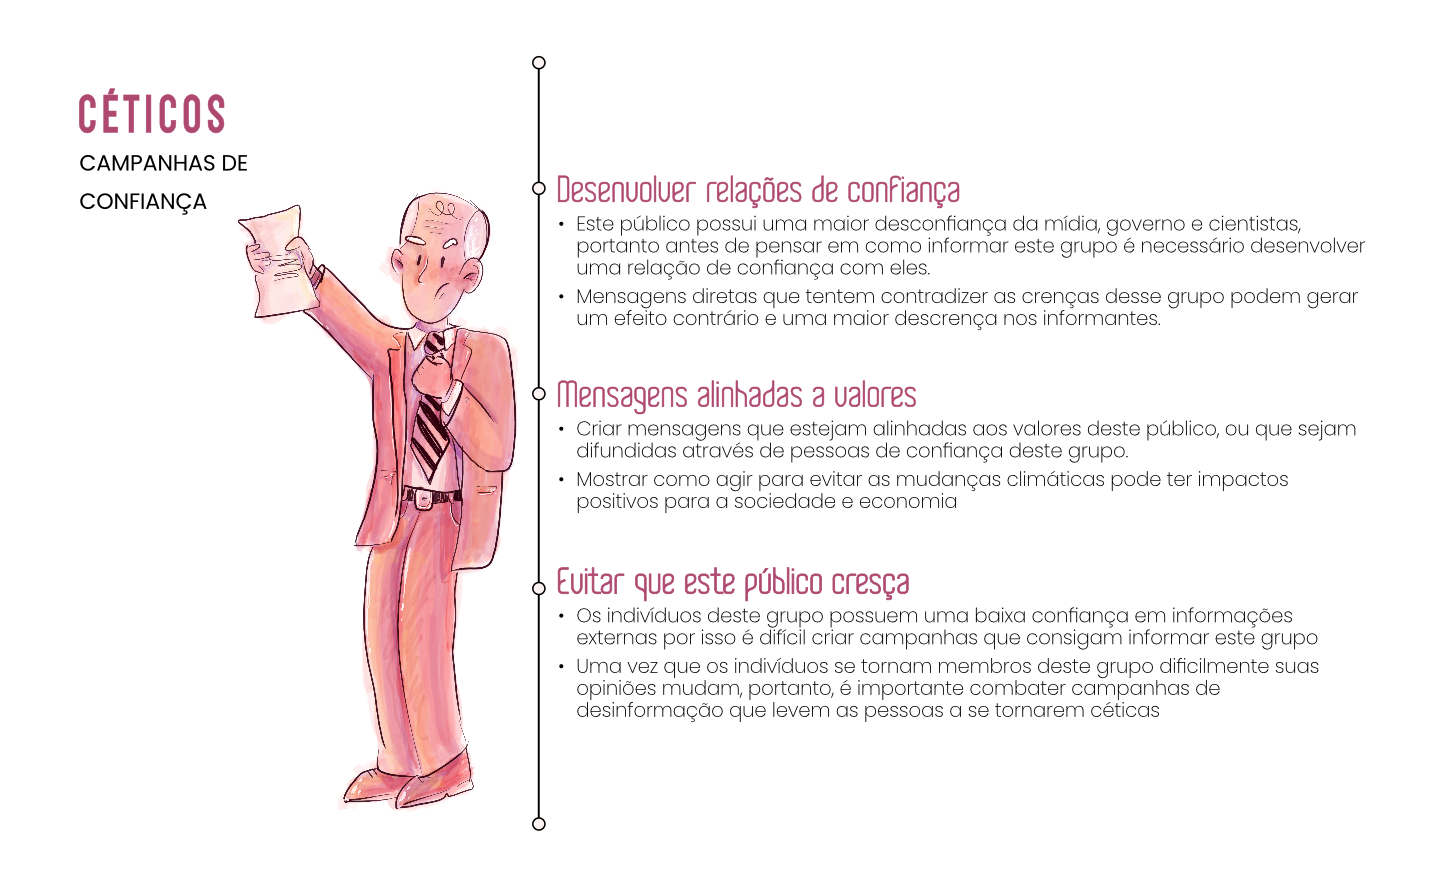 CÉTICOS
CAMPANHAS DE
CONFIANÇA
Desenvolver relações de confiança
• Este público possui uma maior desconfiança da mídia, governo e cientistas,
portanto antes de pensar em como informar este grupo é necessário desenvolver
uma relação de confiança com eles.
• Mensagens diretas que tentem contradizer as crenças desse grupo podem gerar
um efeito contrário e uma maior descrença nos informantes.
Mensagens alinhadas a valores
• Criar mensagens que estejam alinhadas aos valores deste público, ou que sejam
difundidas através de pessoas de confiança deste grupo.
• Mostrar como agir para evitar as mudanças climáticas pode ter impactos
positivos para a sociedade e economia
Evitar que este público cresça
• Os indivíduos deste grupo possuem uma baixa confiança em informações
externas por isso é difícil criar campanhas que consigam informar este grupo
• Uma vez que os indivíduos se tornam membros deste grupo dificilmente suas
opiniões mudam, portanto, é importante combater campanhas de
desinformação que levem as pessoas a se tornarem céticas